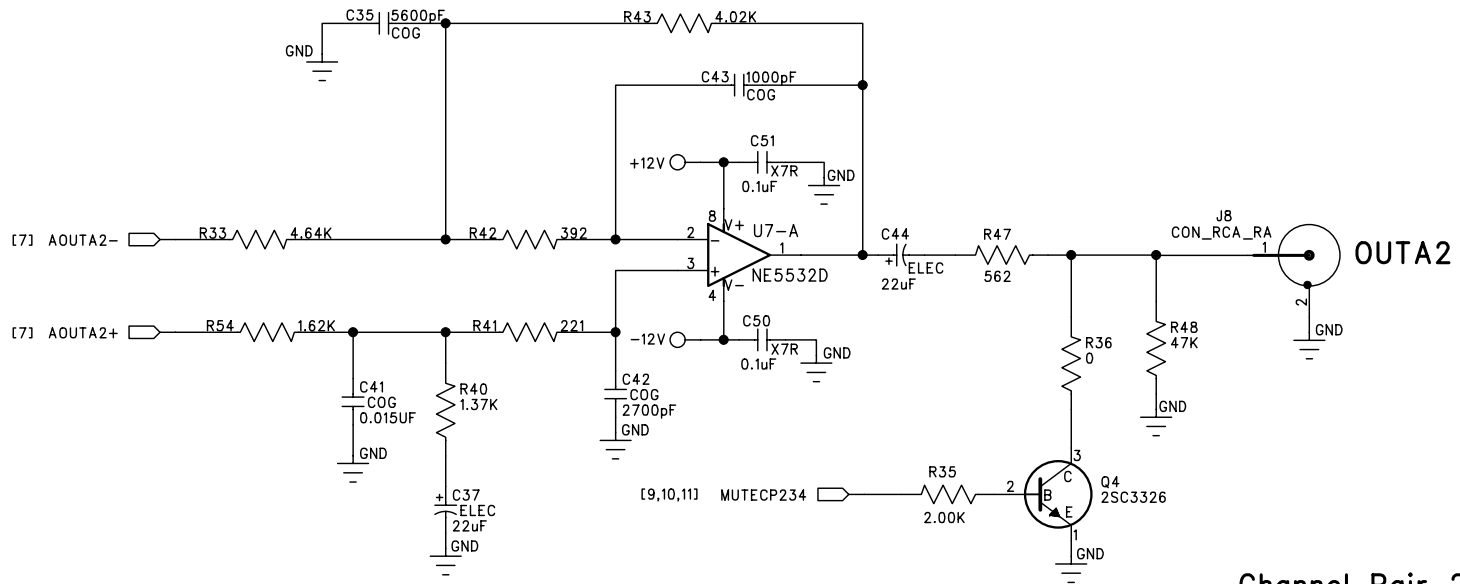 C35 5600pF
COG
GND
R43 4.02K
C43 1000pF
COG
C51
+12V
X7R
0.1uF
GND
[7] AOUTA2-
R33 4.64K
R42 392
2
-
8
V+
U7-A
1
3
+
V-
NE5532D
4
C44
+
ELEC
22uF
R47
562
J8
CON_RCA_RA
1
OUTA2
2
GND
[7] AOUTA2+
R54 1.62K
R41 221
-12V
C50
X7R
0.1uF
GND
R36
0
R48
47K
GND
C41
COG
0.015UF
GND
R40
1.37K
C42
COG
2700pF
GND
+
C37
ELEC
22uF
GND
[9,10,11] MUTECP234
R35
2.00K
2
B
3
C
E
1
Q4
2SC3326
GND